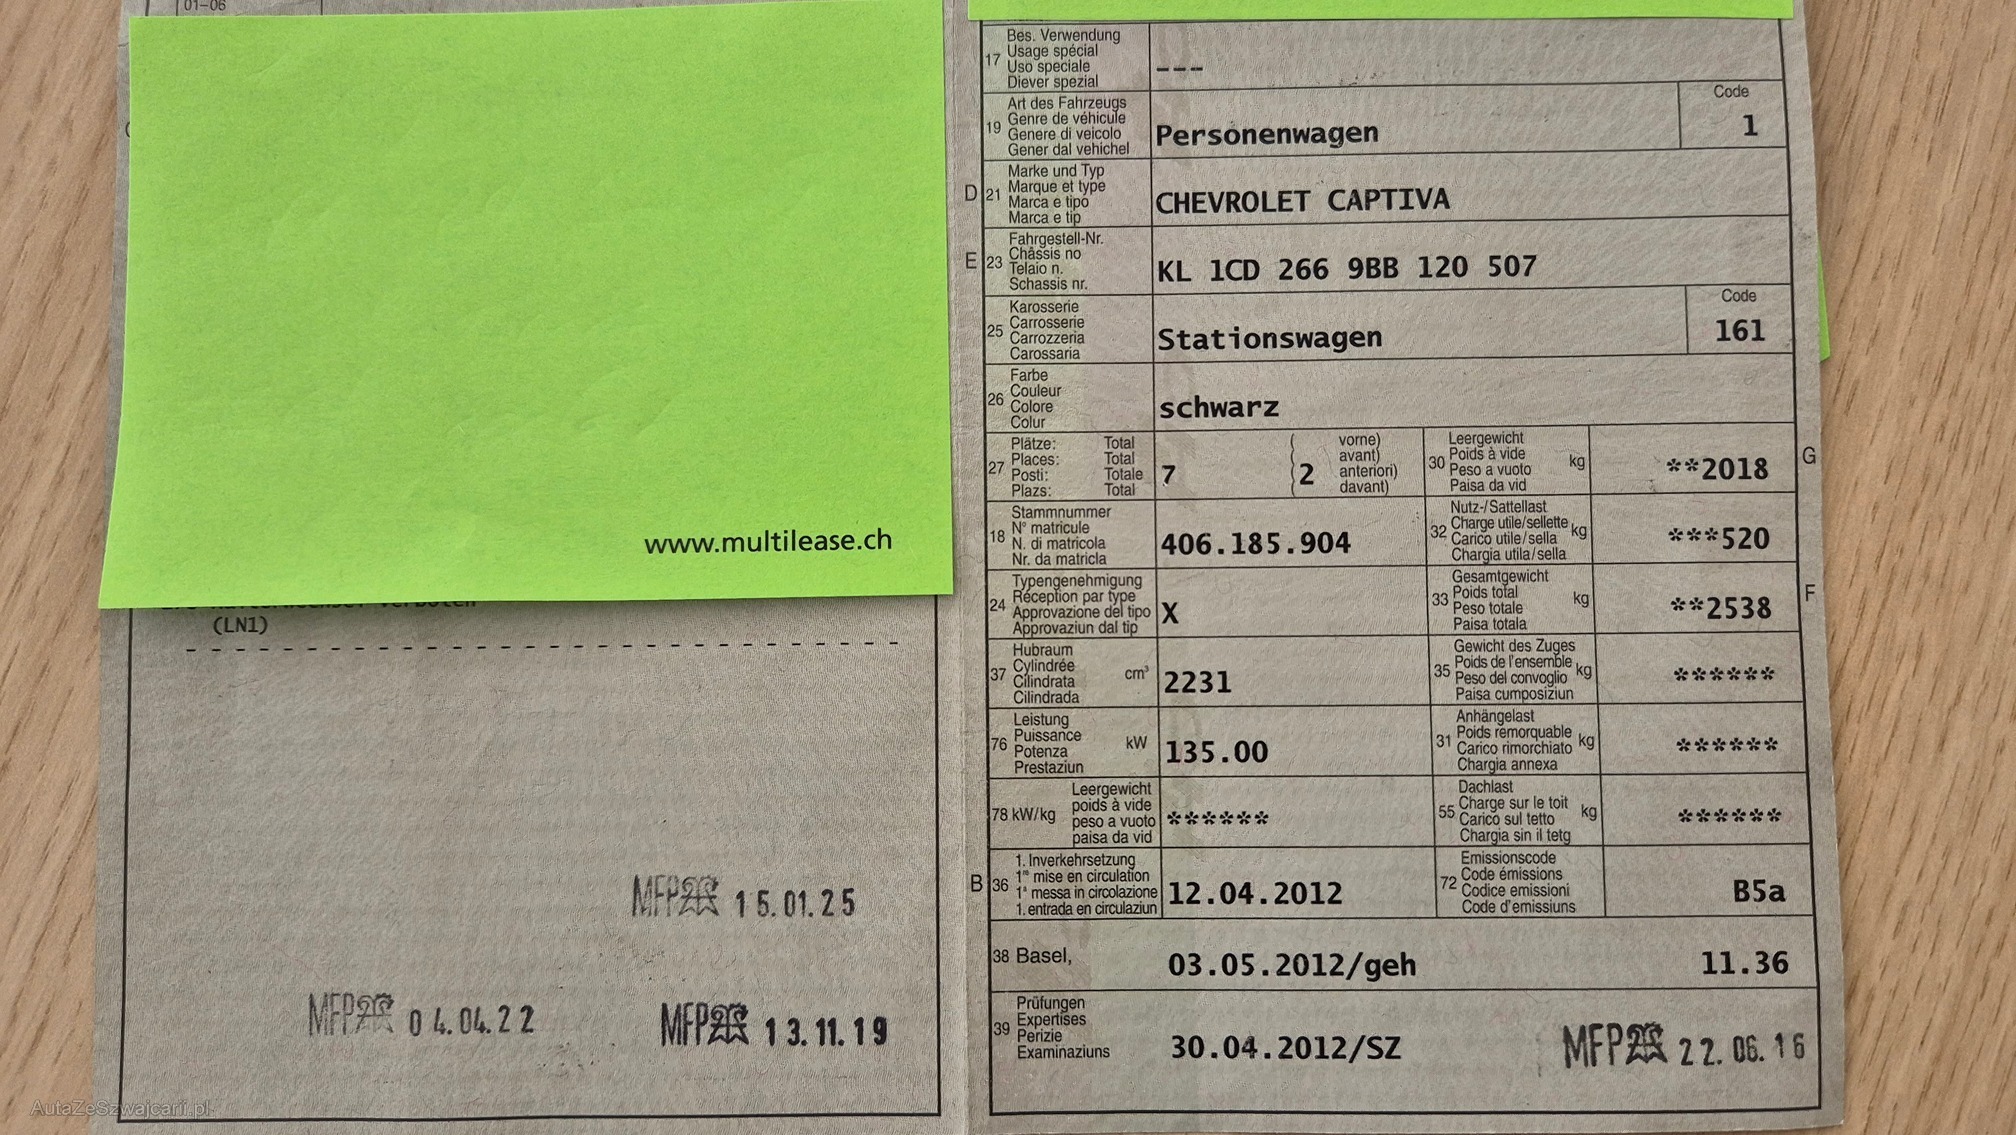 01-06
www.multilease.ch
(LN1)
MFP 15.01.25
MFP 04.04.22
MFP 13.11.19
AutaZeSzwajcarii.pl
17
Bes. Verwendung
Usage spécial
Uso speciale
Diever spezial
---
19
Art des Fahrzeugs
Genre de véhicule
Genere di veicolo
Gener dal vehichel
Personenwagen
Code
1
D 21
Marke und Typ
Marque et type
Marca e tipo
Marca e tip
CHEVROLET CAPTIVA
E 23
Fahrgestell-Nr.
Châssis no
Telaio n.
Schassis nr.
KL 1CD 266 9BB 120 507
25
Karosserie
Carrosserie
Carrozzeria
Carossaria
Stationswagen
Code
161
26
Farbe
Couleur
Colore
Colur
schwarz
27
Plätze: Total
Places: Total
Posti: Totale
Plazs: Total
7
( 2 vorne)
avant)
anteriori)
davant)
30
Leergewicht
Poids à vide
Peso a vuoto
Paisa da vid
kg
**2018
G
18
Stammnummer
N° matricule
N. di matricola
Nr. da matricla
406.185.904
32
Nutz-/Sattellast
Charge utile/sellette
Carico utile/sella
Chargia utila/sella
kg
***520
24
Typengenehmigung
Réception par type
Approvazione del tipo
Approvaziun dal tip
X
33
Gesamtgewicht
Poids total
Peso totale
Paisa totala
kg
**2538
F
37
Hubraum
Cylindrée
Cilindrata
Cilindrada
cm³
2231
35
Gewicht des Zuges
Poids de l'ensemble
Peso del convoglio
Paisa cumposiziun
kg
******
76
Leistung
Puissance
Potenza
Prestaziun
kW
135.00
31
Anhängelast
Poids remorquable
Carico rimorchiato
Chargia annexa
kg
******
78 kW/kg
Leergewicht
poids à vide
peso a vuoto
paisa da vid
******
55
Dachlast
Charge sur le toit
Carico sul tetto
Chargia sin il tetg
kg
******
B 36
1. Inverkehrsetzung
1re mise en circulation
1a messa in circolazione
1. entrada en circulaziun
12.04.2012
72
Emissionscode
Code émissions
Codice emissioni
Code d'emissiuns
B5a
38 Basel,
03.05.2012/geh
11.36
39
Prüfungen
Expertises
Perizie
Examinaziuns
30.04.2012/SZ
MFP 22.06.16